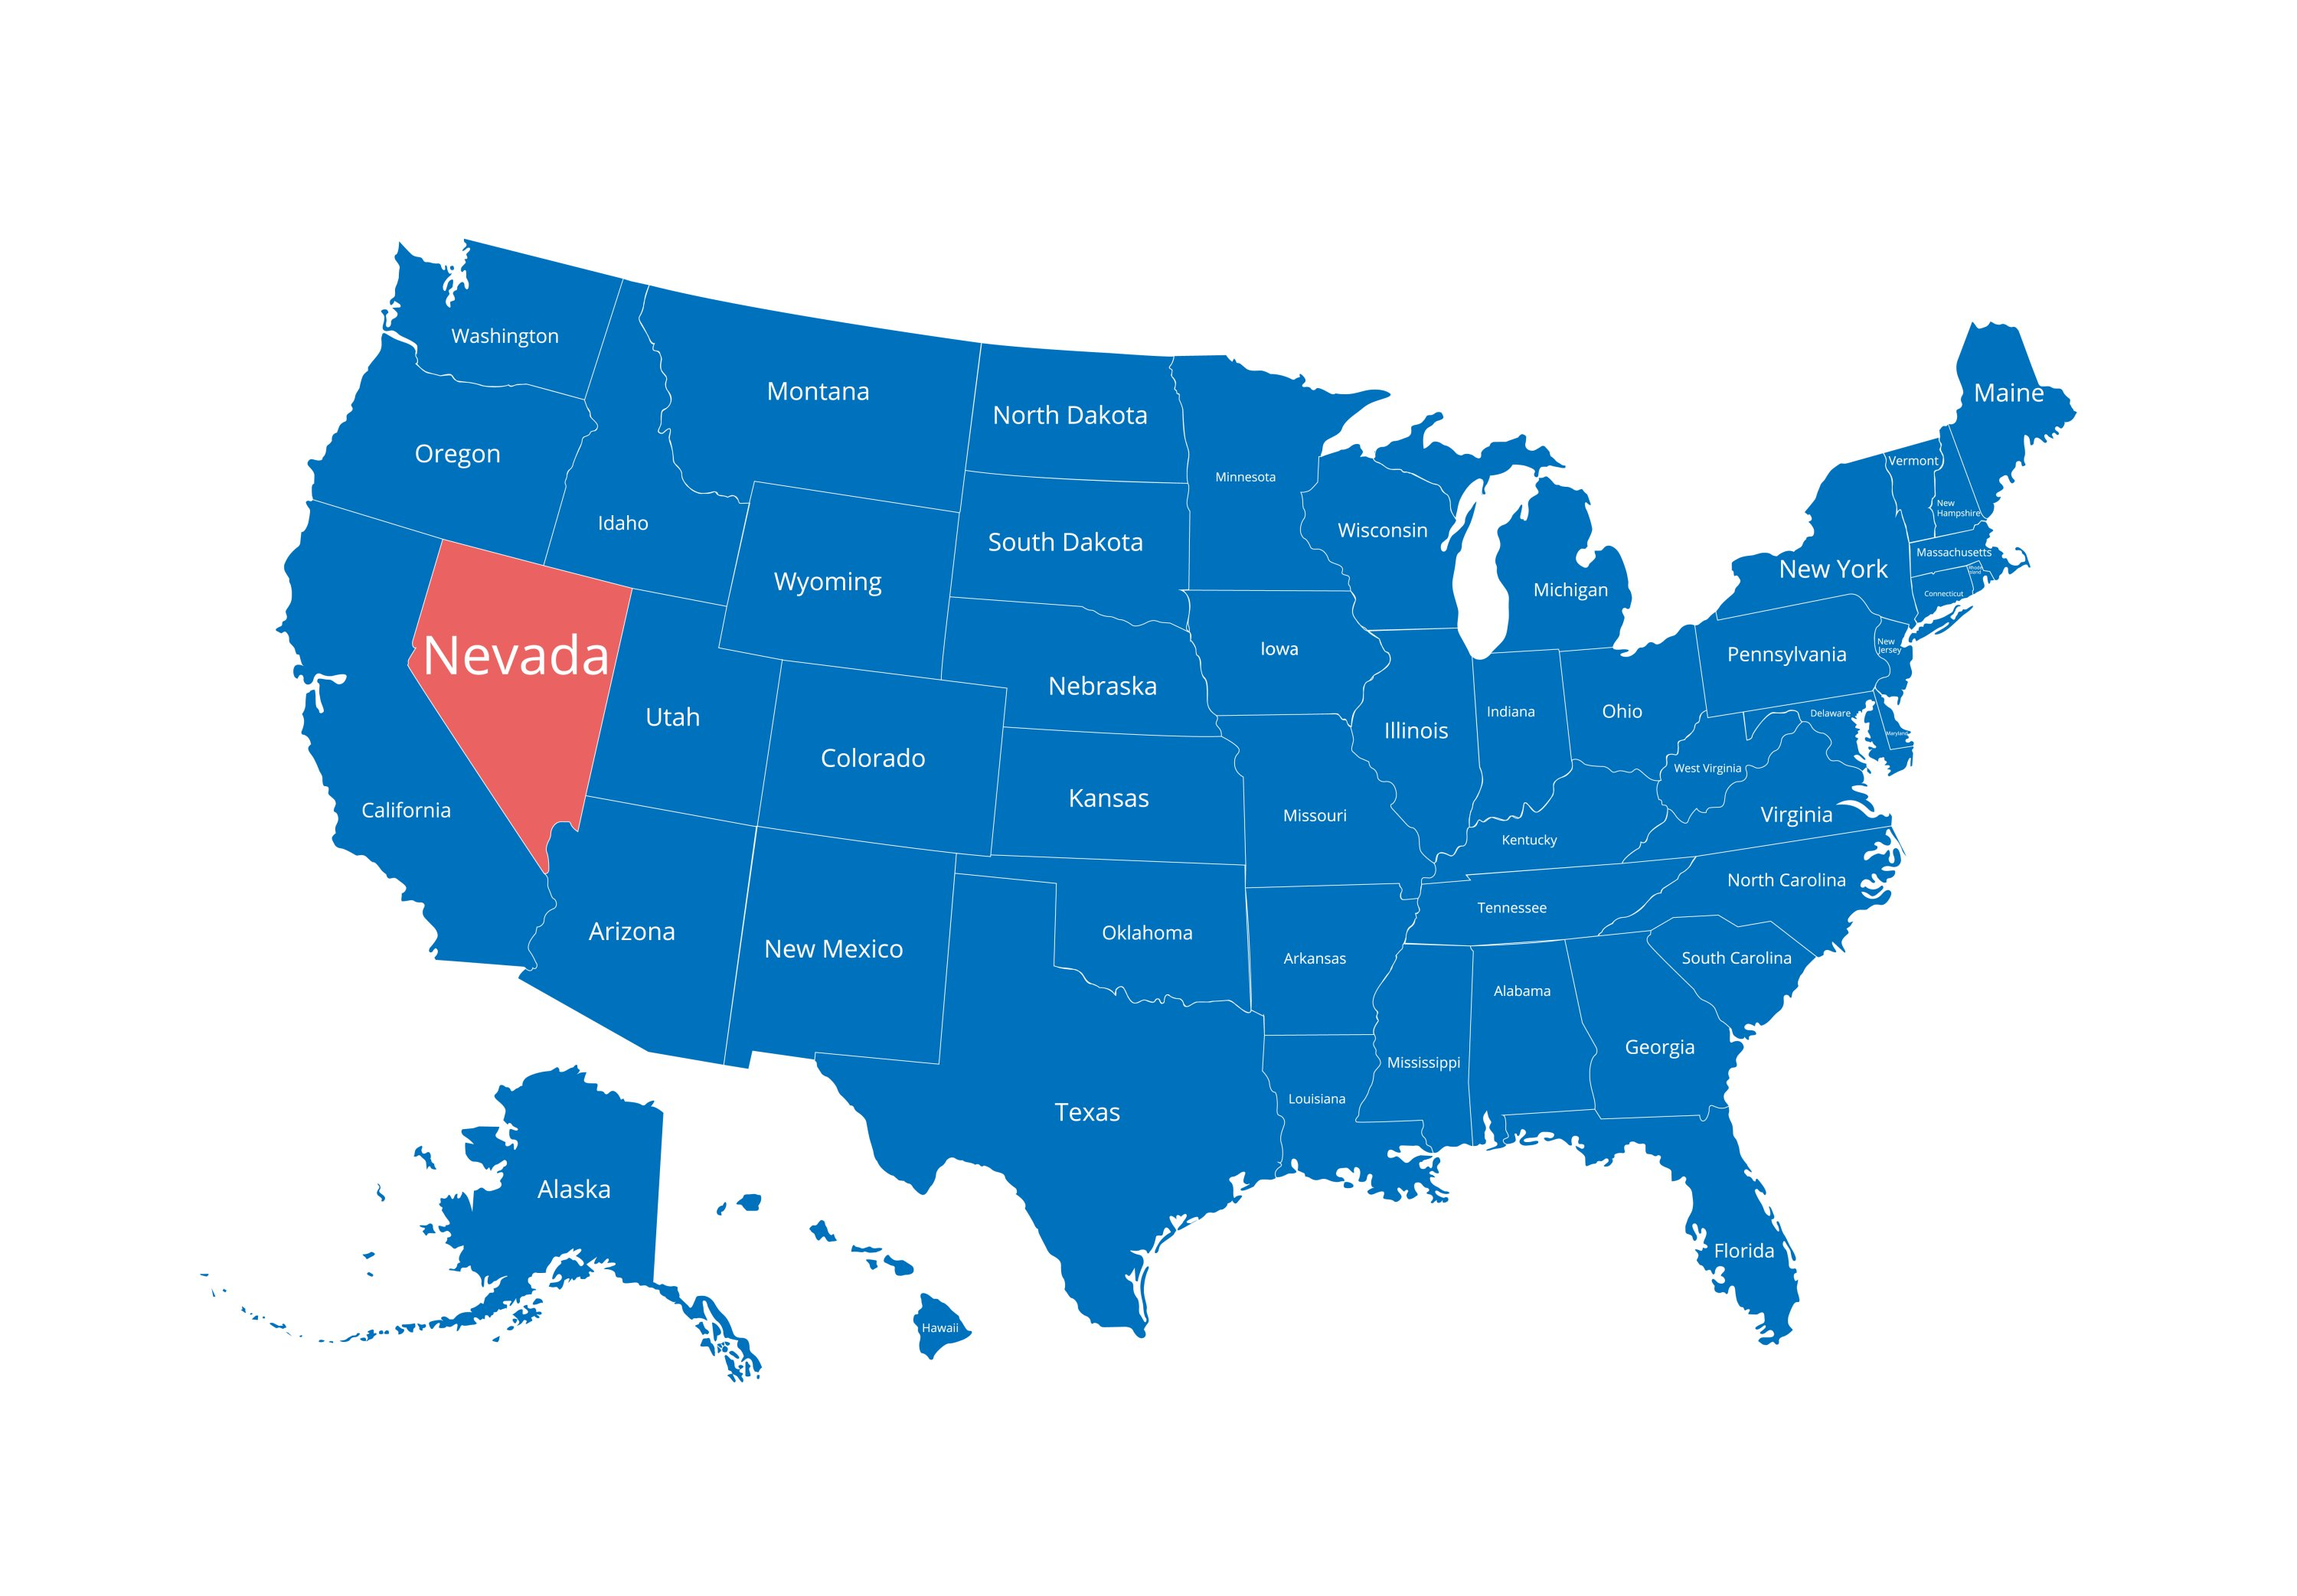 Washington
Montana
Maine
North Dakota
Oregon
Vermont
Minnesota
New
Hampshire
Idaho
Wisconsin
South Dakota
Massachusetts
New York
Rhode
Island
Wyoming
Michigan
Connecticut
Nevada
Iowa
New
Jersey
Pennsylvania
Nebraska
Utah
Indiana
Ohio
Delaware
Illinois
Maryland
Colorado
West Virginia
Kansas
California
Missouri
Virginia
Kentucky
North Carolina
Tennessee
Arizona
Oklahoma
New Mexico
Arkansas
South Carolina
Alabama
Georgia
Mississippi
Louisiana
Texas
Alaska
Florida
Hawaii